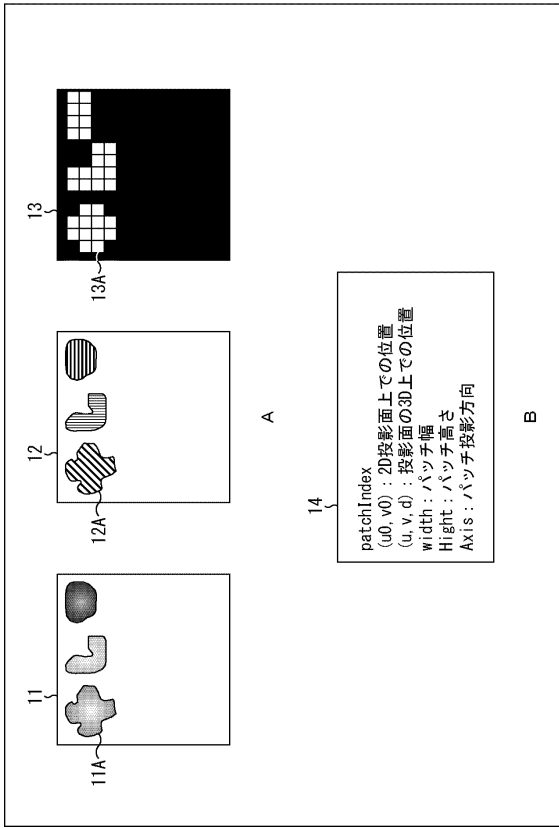 11
12
13
11A
12A
13A
A
14
patchIndex
(u0, v0) : 2D投影面上での位置
(u, v, d) : 投影面の3D上での位置
width : パッチ幅
Hight : パッチ高さ
Axis : パッチ投影方向
B